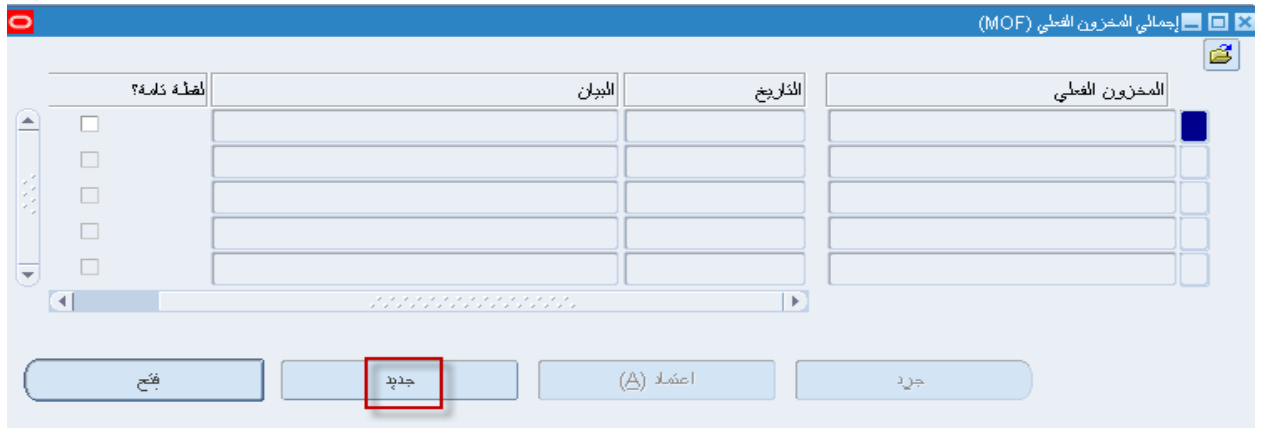 إجمالي المخزون الفعلي (MOF)
المخزون الفعلي التاريخ البيان لقطة تامة؟
جرد اعتماد (A) جديد فتح